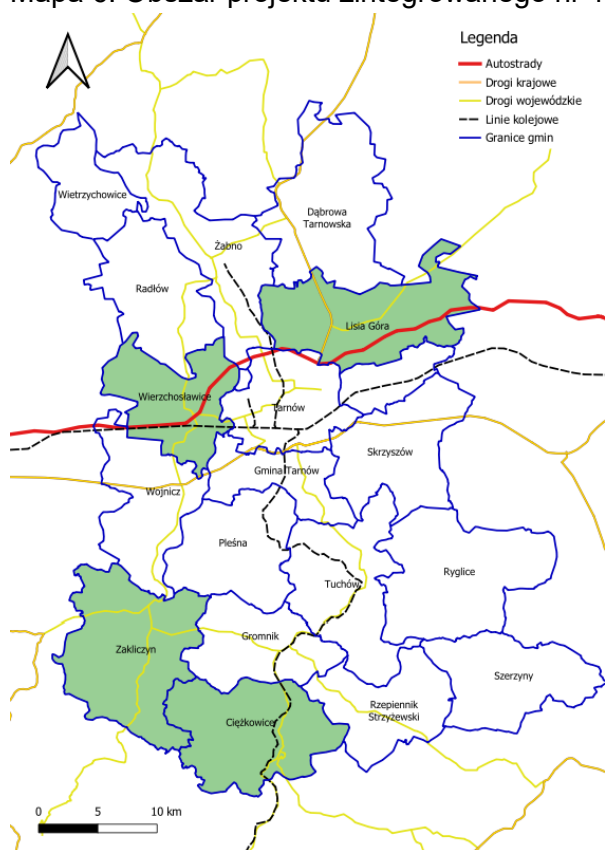 Legenda
Autostrady
Drogi krajowe
Drogi wojewódzkie
Linie kolejowe
Granice gmin
Wietrzychowice
Dąbrowa
Tarnowska
Żabno
Radłów
Lisia Góra
Wierzchosławice
Tarnów
Skrzyszów
Gmina Tarnów
Wojnicz
Pleśna
Ryglice
Tuchów
Gromnik
Zakliczyn
Szerzyny
Rzepiennik
Strzyżewski
Ciężkowice
0 5 10 km